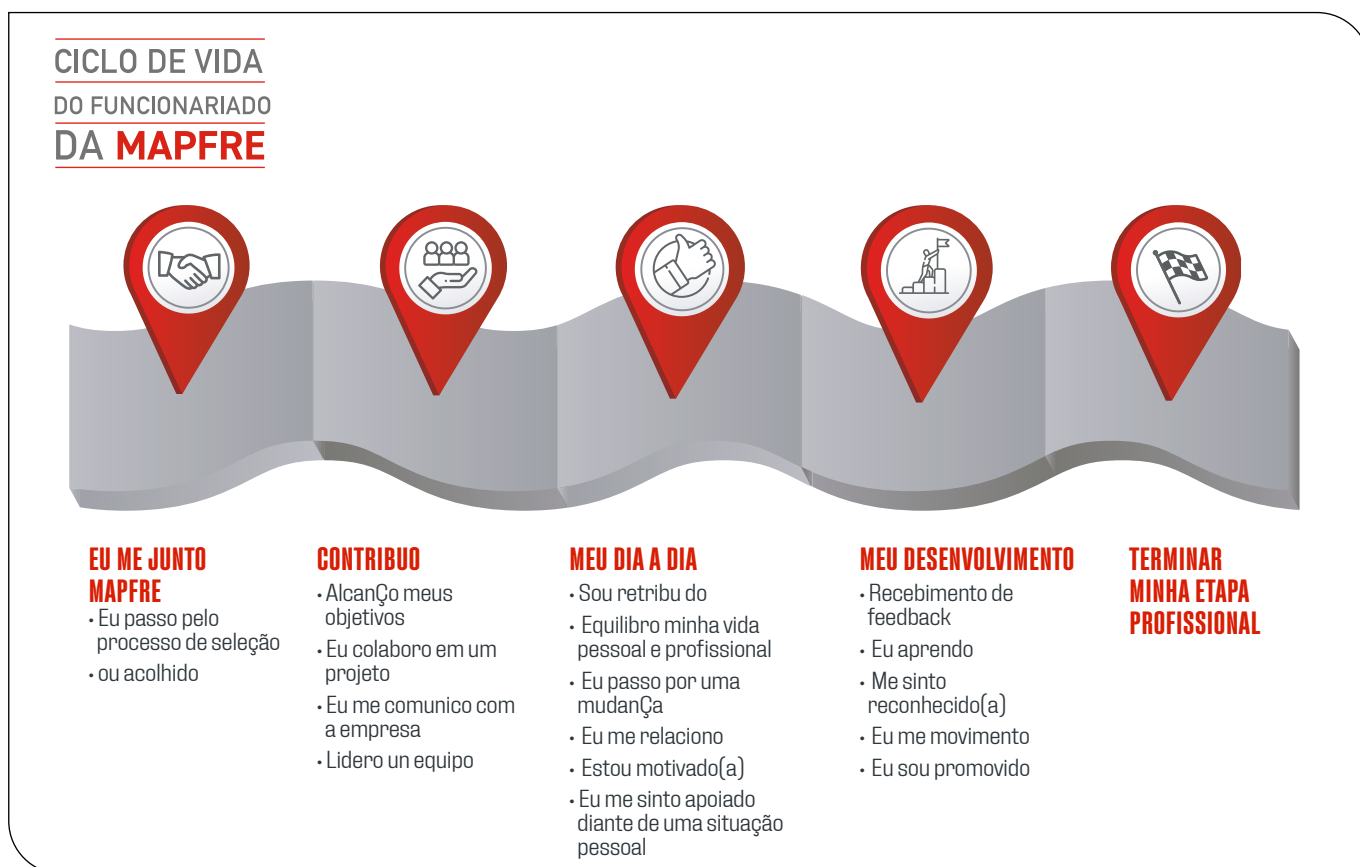 CICLO DE VIDA
DO FUNCIONARIADO
DA MAPFRE
EU ME JUNTO
MAPFRE
• Eu passo pelo
processo de seleção
• ou acolhido
CONTRIBUO
• AlcanÇo meus
objetivos
• Eu colaboro em um
projeto
• Eu me comunico com
a empresa
• Lidero un equipo
MEU DIA A DIA
• Sou retribu do
• Equilibro minha vida
pessoal e profissional
• Eu passo por uma
mudanÇa
• Eu me relaciono
• Estou motivado(a)
• Eu me sinto apoiado
diante de uma situação
pessoal
MEU DESENVOLVIMENTO
• Recebimento de
feedback
• Eu aprendo
• Me sinto
reconhecido(a)
• Eu me movimento
• Eu sou promovido
TERMINAR
MINHA ETAPA
PROFISSIONAL